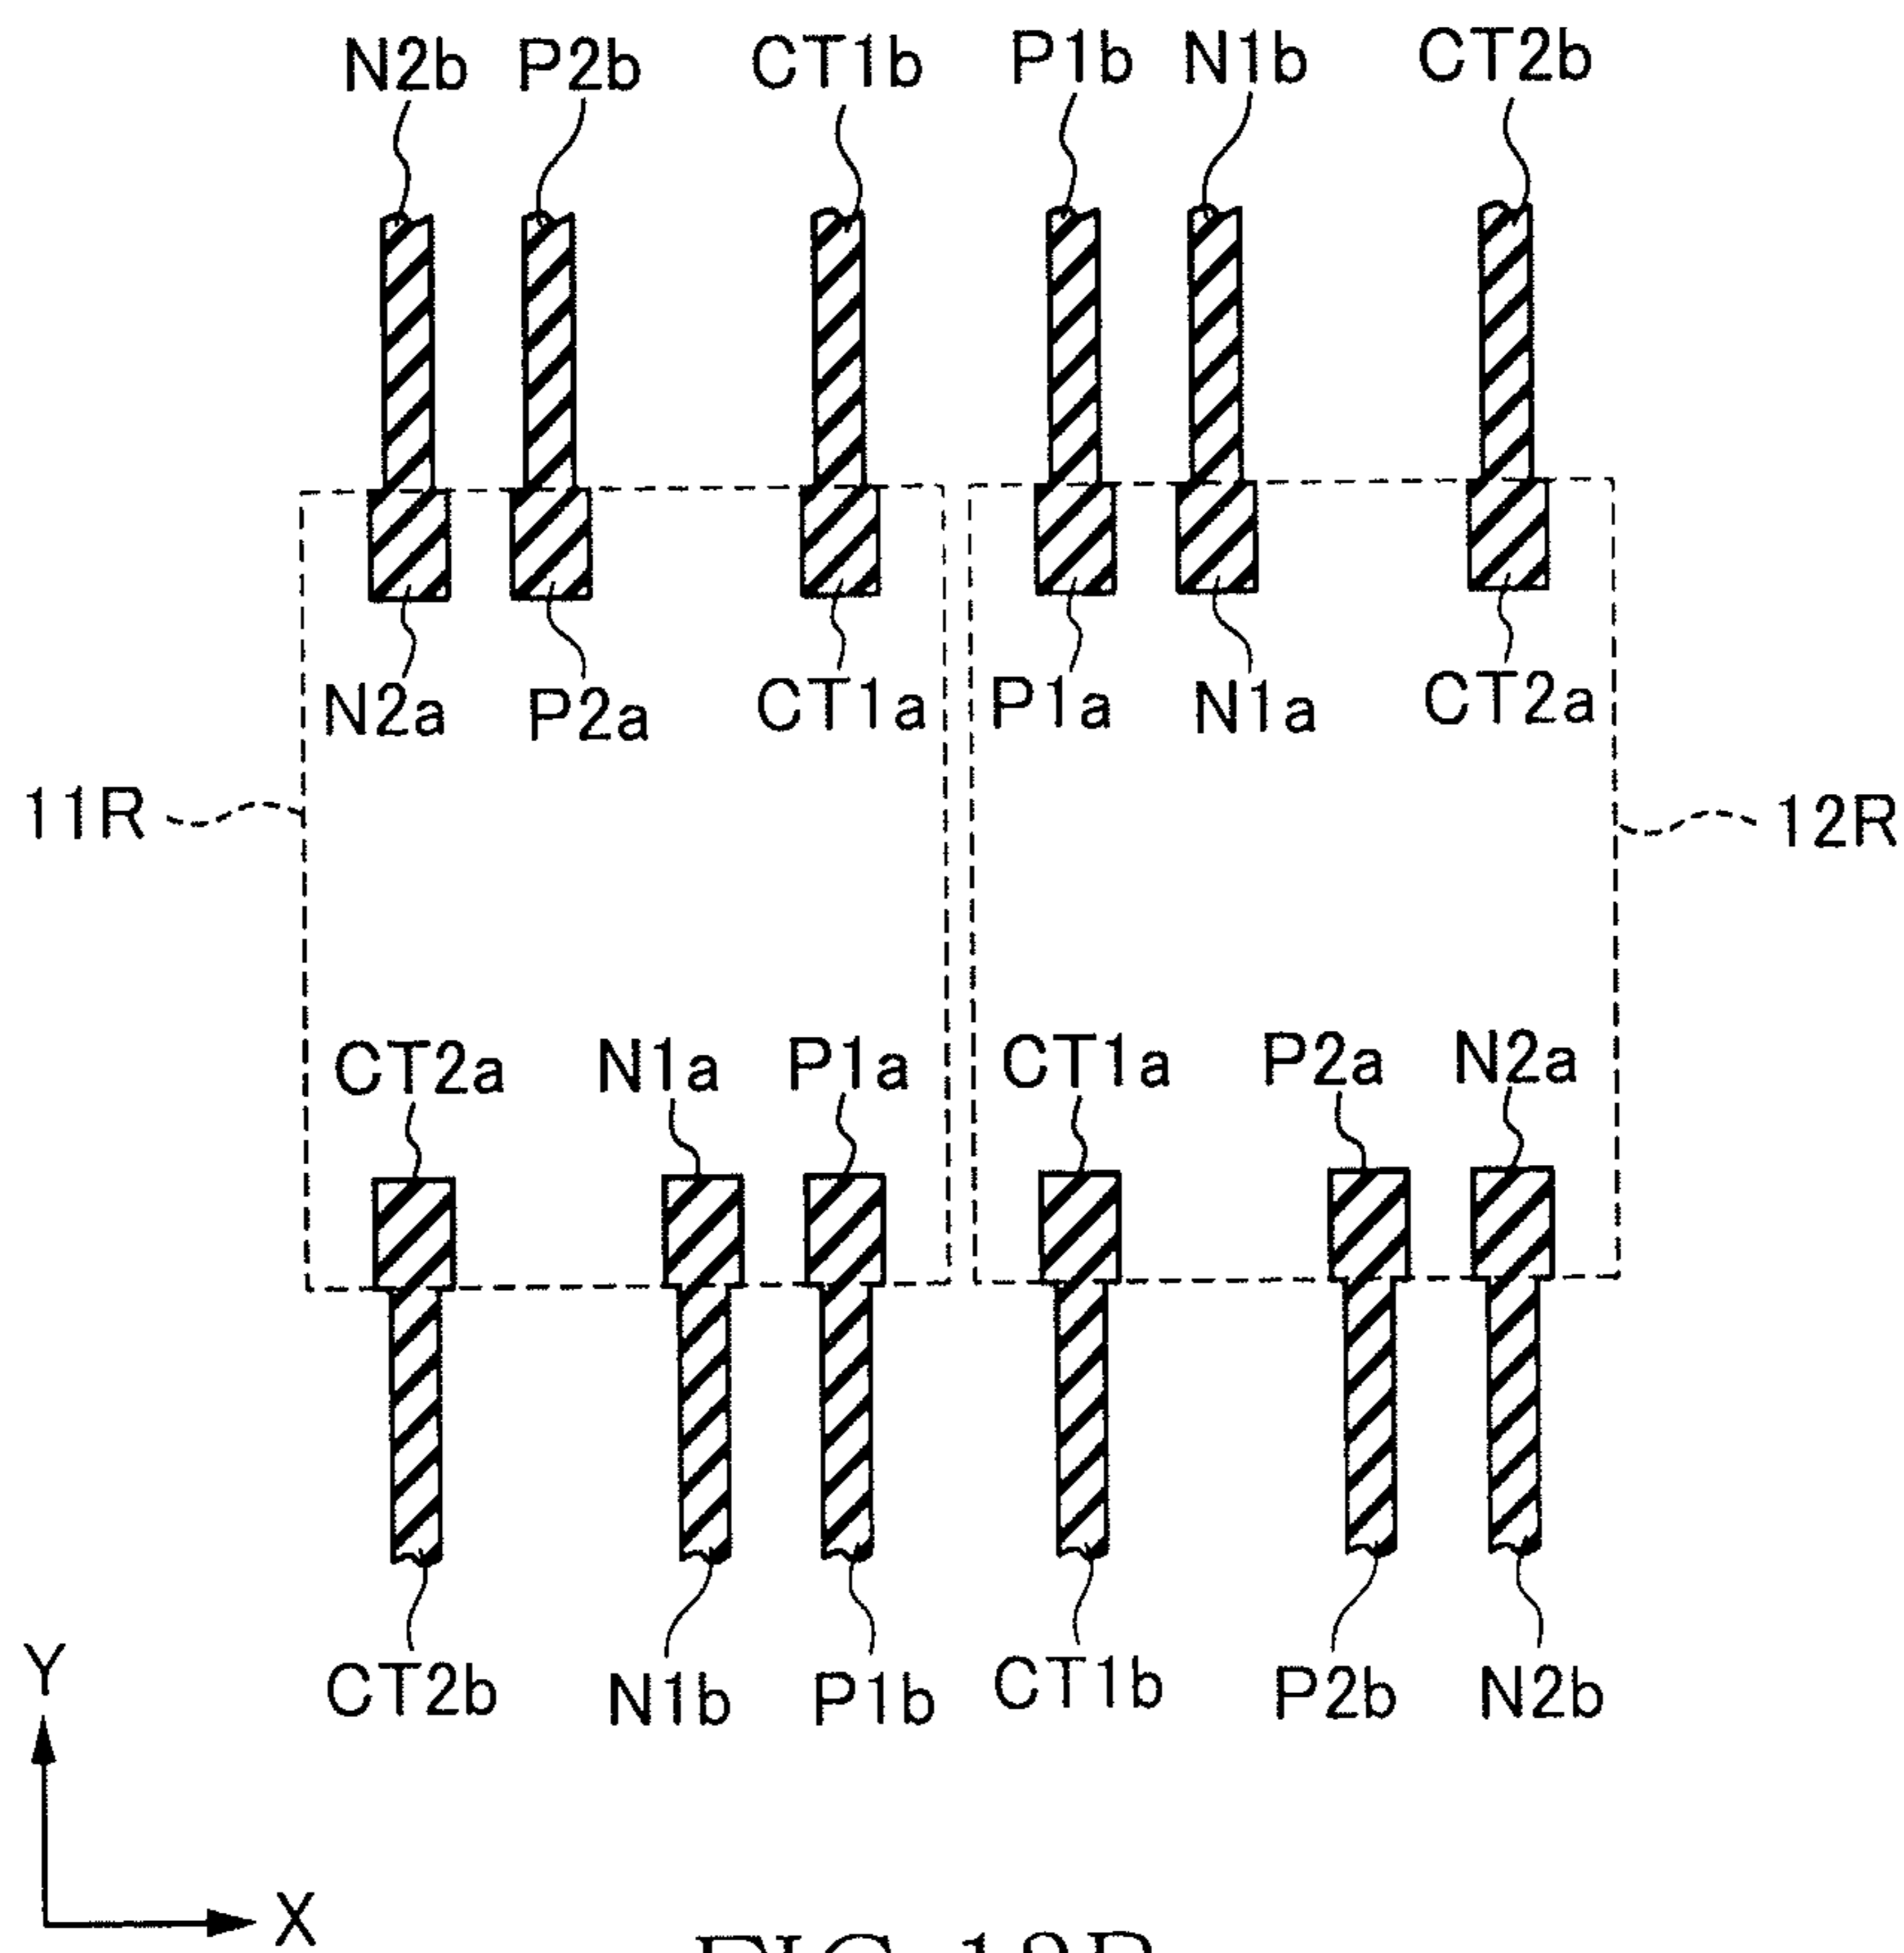 N2b P2b CT1b P1b N1b CT2b
N2a P2a CT1a P1a N1a CT2a
11R 12R
CT2a N1a P1a CT1a P2a N2a
CT2b N1b P1b CT1b P2b N2b
Y
X